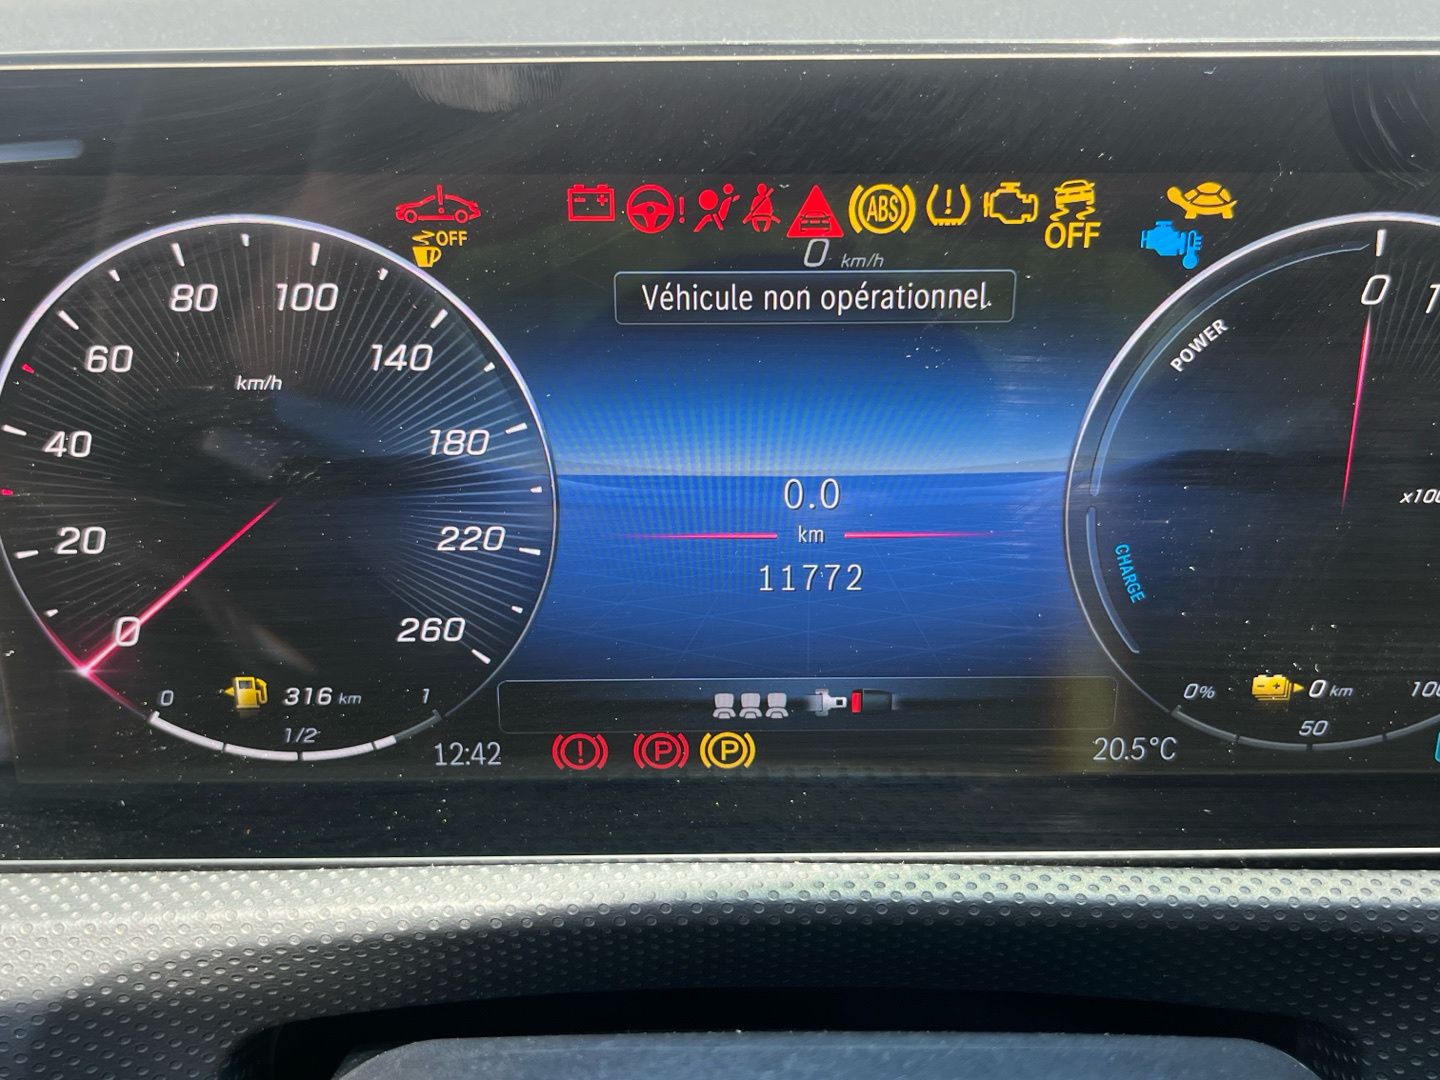 OFF
ABS
OFF
0 km/h
Véhicule non opérationnel.
0
20
40
60
80
100
140
180
220
260
km/h
0 1/2 1
316 km
12:42
0.0
km
11772
P
P
20.5°C
POWER
CHARGE
0
0%
50
0 km